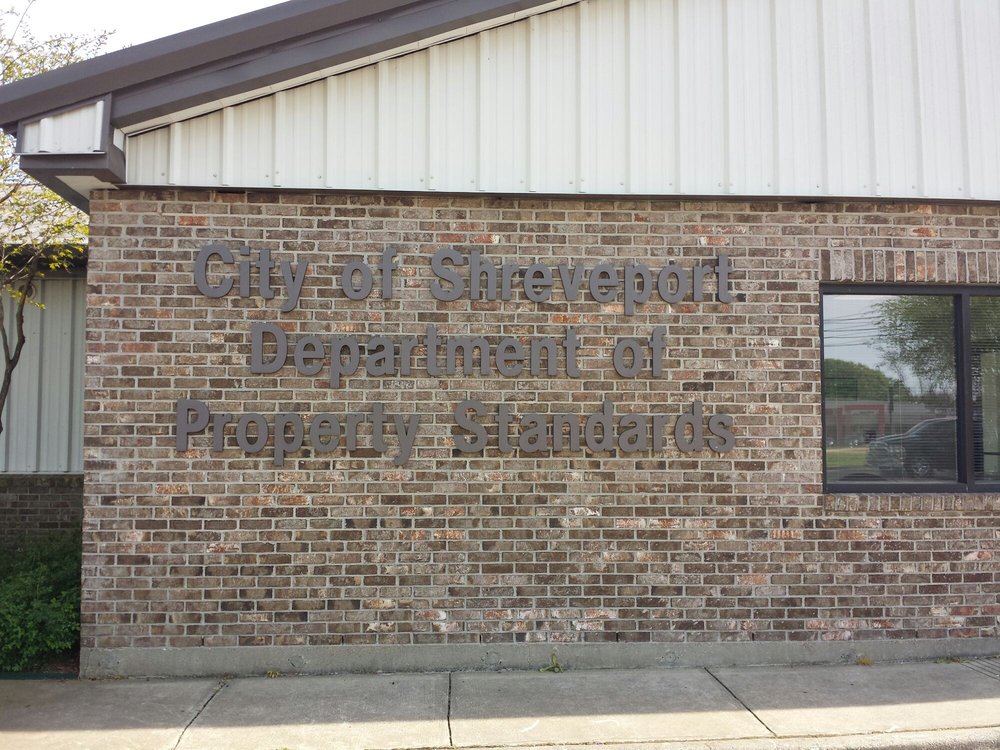 City of Shreveport
Department of
Property Standards